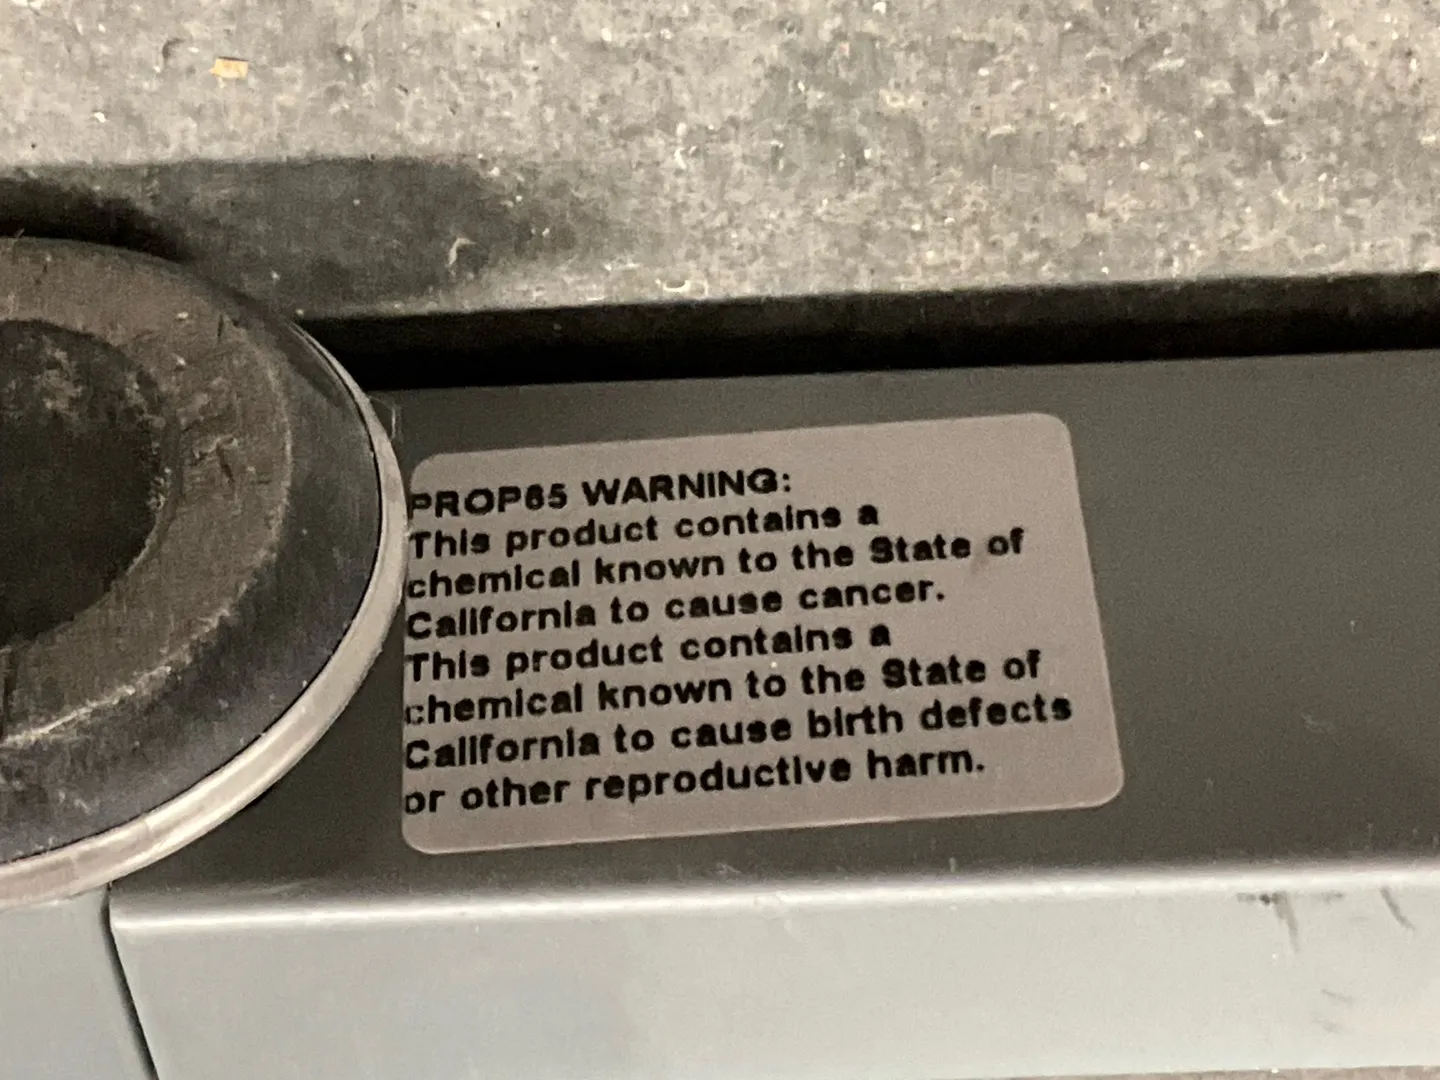 PROP65 WARNING:
This product contains a
chemical known to the State of
California to cause cancer.
This product contains a
chemical known to the State of
California to cause birth defects
or other reproductive harm.